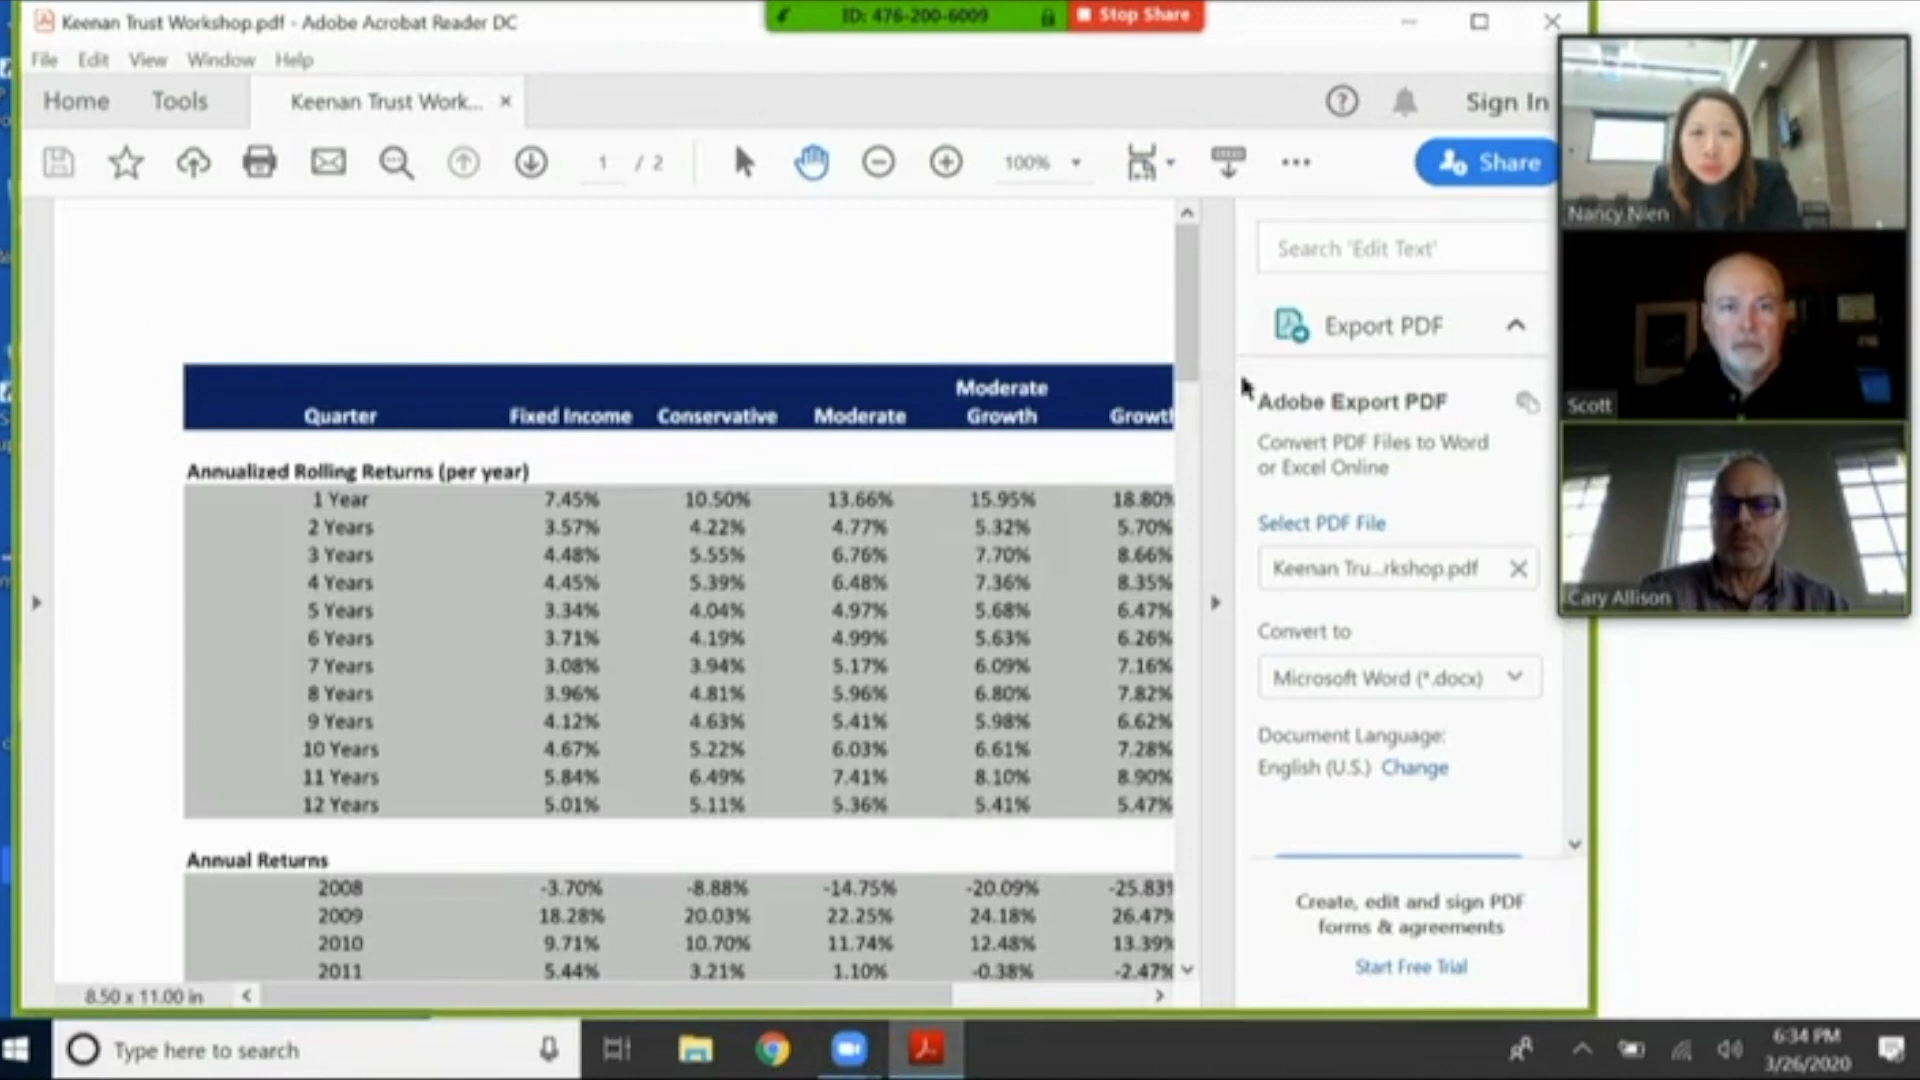 Keenan Trust Workshop.pdf - Adobe Acrobat Reader DC
ID: 476-200-6009
Stop Share
File Edit View Window Help
Home Tools Keenan Trust Work... ×
Sign In
1 / 2
100%
Share
Nancy Nien
Search 'Edit Text'
Export PDF
Moderate
Quarter Fixed Income Conservative Moderate Growth Growth
Adobe Export PDF
Scott
Convert PDF Files to Word
or Excel Online
Annualized Rolling Returns (per year)
1 Year 7.45% 10.50% 13.66% 15.95% 18.80%
2 Years 3.57% 4.22% 4.77% 5.32% 5.70%
3 Years 4.48% 5.55% 6.76% 7.70% 8.66%
4 Years 4.45% 5.39% 6.48% 7.36% 8.35%
5 Years 3.34% 4.04% 4.97% 5.68% 6.47%
6 Years 3.71% 4.19% 4.99% 5.63% 6.26%
7 Years 3.08% 3.94% 5.17% 6.09% 7.16%
8 Years 3.96% 4.81% 5.96% 6.80% 7.82%
9 Years 4.12% 4.63% 5.41% 5.98% 6.62%
10 Years 4.67% 5.22% 6.03% 6.61% 7.28%
11 Years 5.84% 6.49% 7.41% 8.10% 8.90%
12 Years 5.01% 5.11% 5.36% 5.41% 5.47%
Select PDF File
Keenan Tru...rkshop.pdf
Cary Allison
Convert to
Microsoft Word (*.docx)
Document Language:
English (U.S.) Change
Annual Returns
2008 -3.70% -8.88% -14.75% -20.09% -25.83%
2009 18.28% 20.03% 22.25% 24.18% 26.47%
2010 9.71% 10.70% 11.74% 12.48% 13.39%
2011 5.44% 3.21% 1.10% -0.38% -2.47%
Create, edit and sign PDF
forms & agreements
Start Free Trial
8.50 x 11.00 in
Type here to search
6:34 PM
3/26/2020